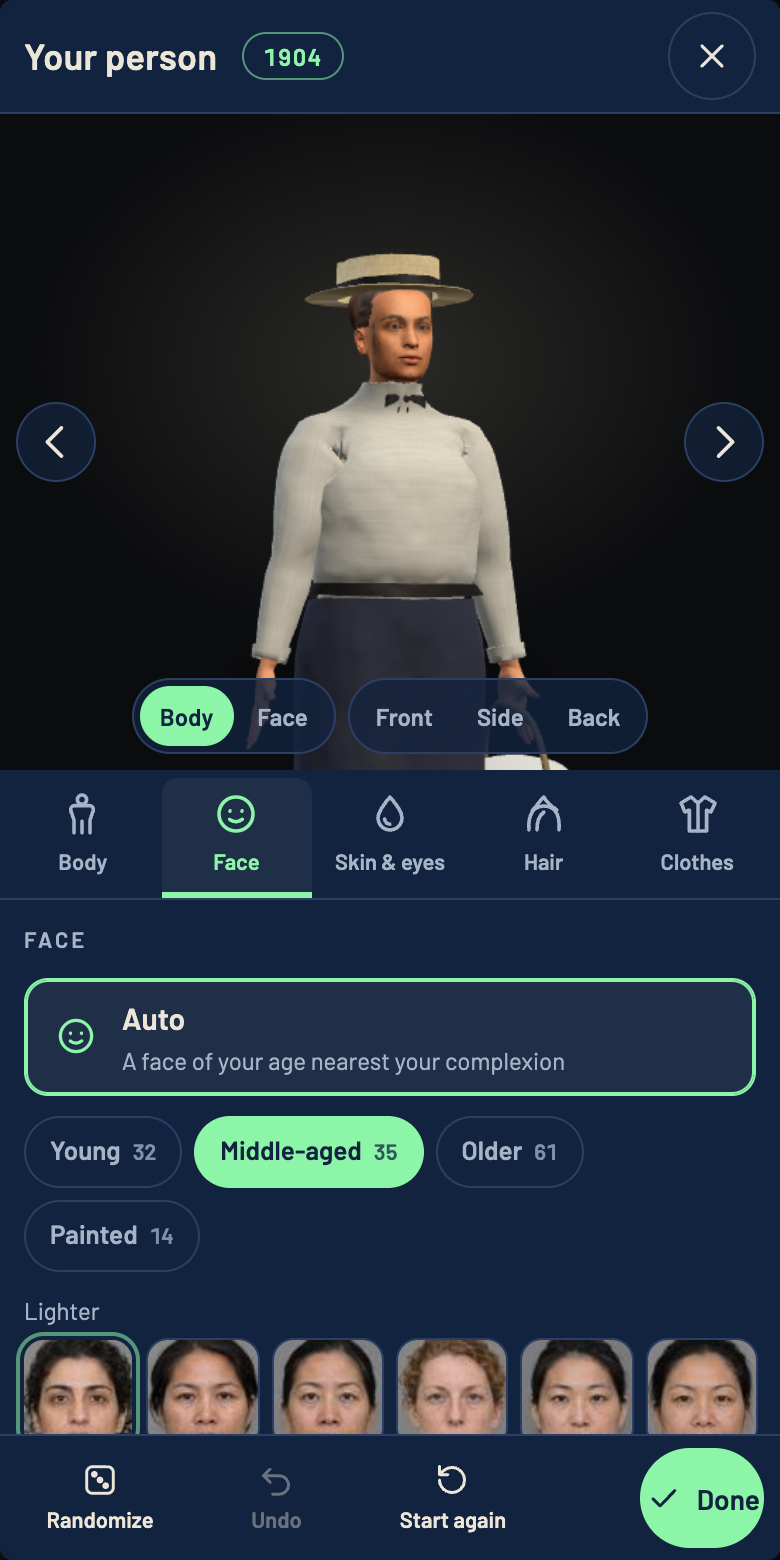 Your person 1904
Body Face Front Side Back
Body Face Skin & eyes Hair Clothes
FACE
Auto
A face of your age nearest your complexion
Young 32 Middle-aged 35 Older 61
Painted 14
Lighter
Randomize Undo Start again Done